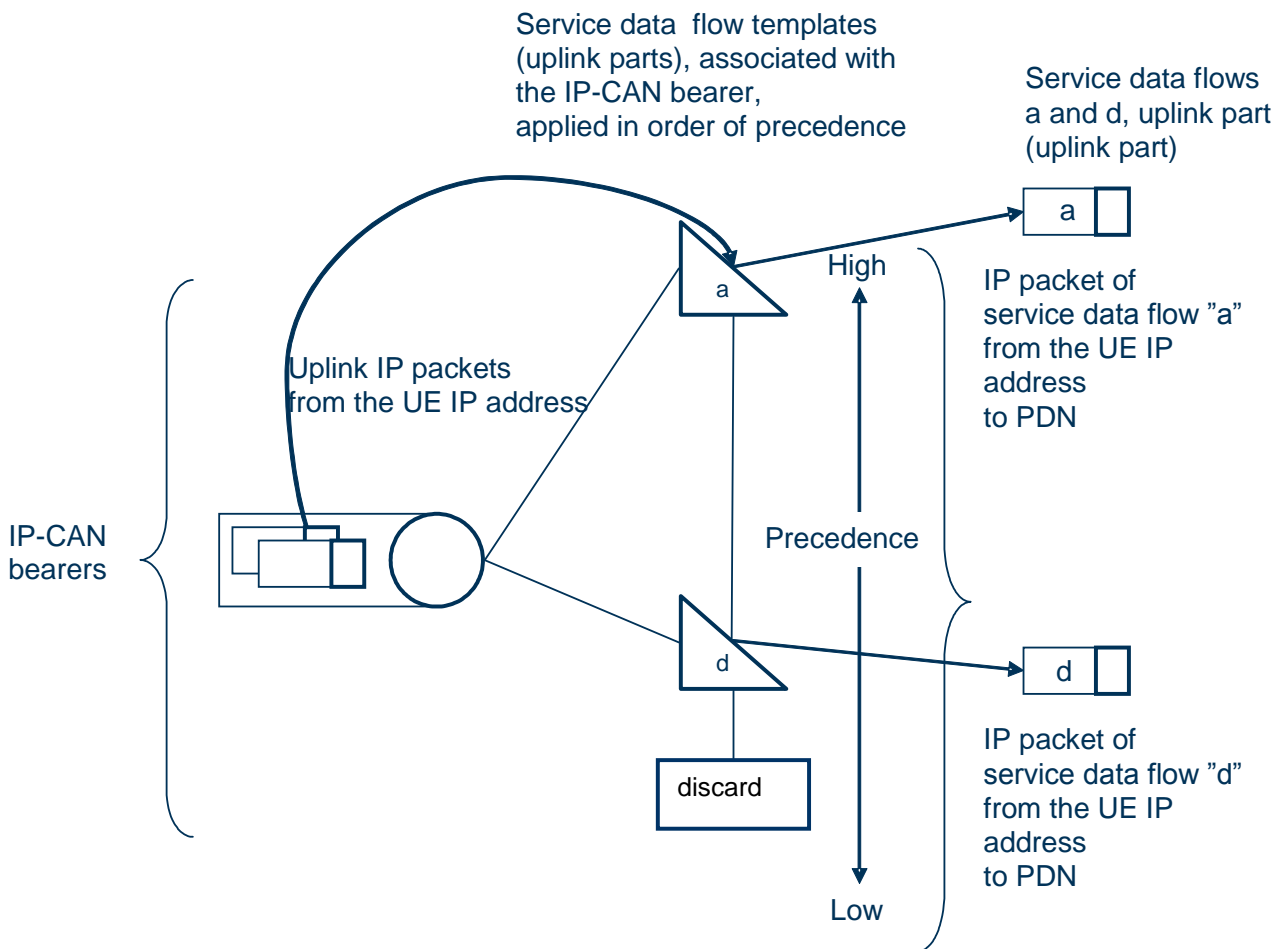 Service data  flow templates
(uplink parts), associated with
the IP-CAN bearer,
applied in order of precedence
Service data flows
a and d, uplink part
(uplink part)
a
a
High
IP packet of
service data flow ”a”
from the UE IP
address
to PDN
Uplink IP packets
from the UE IP address
IP-CAN
bearers
Precedence
d
d
discard
IP packet of
service data flow ”d”
from the UE IP
address
to PDN
Low